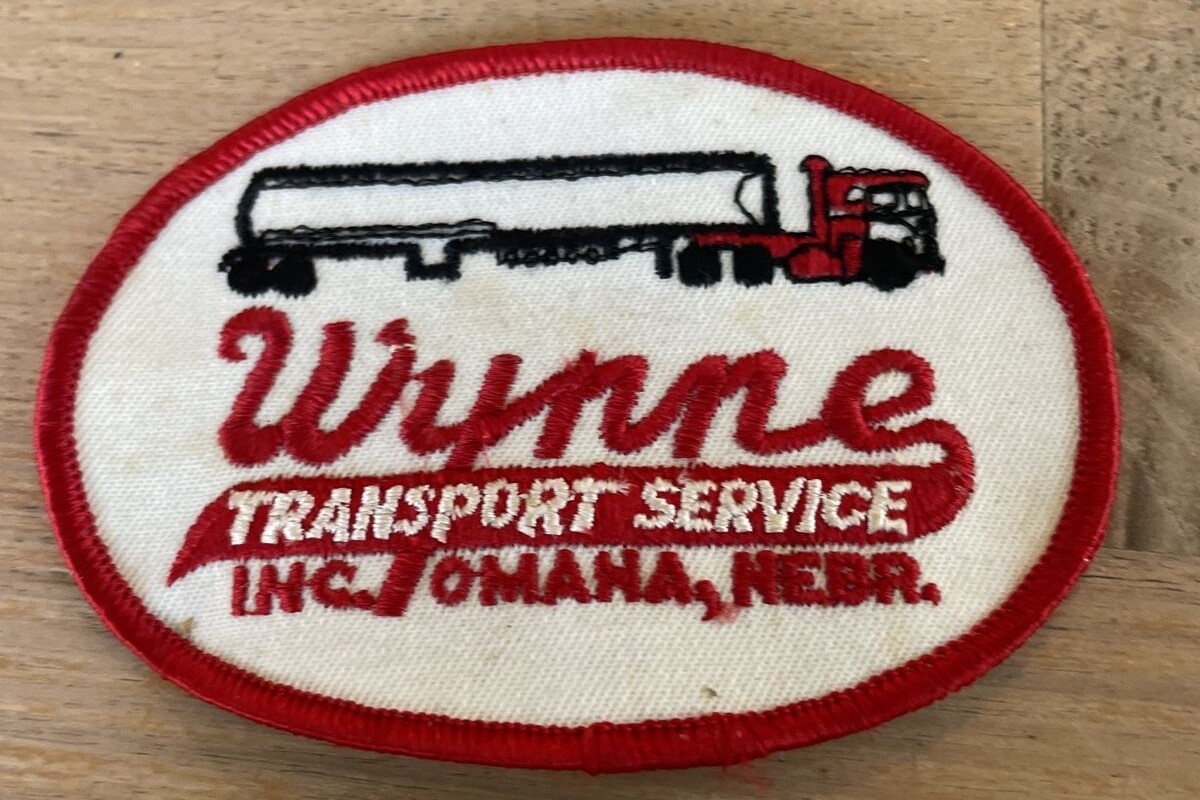 Wynne
TRANSPORT SERVICE
INC. OMAHA, NEBR.